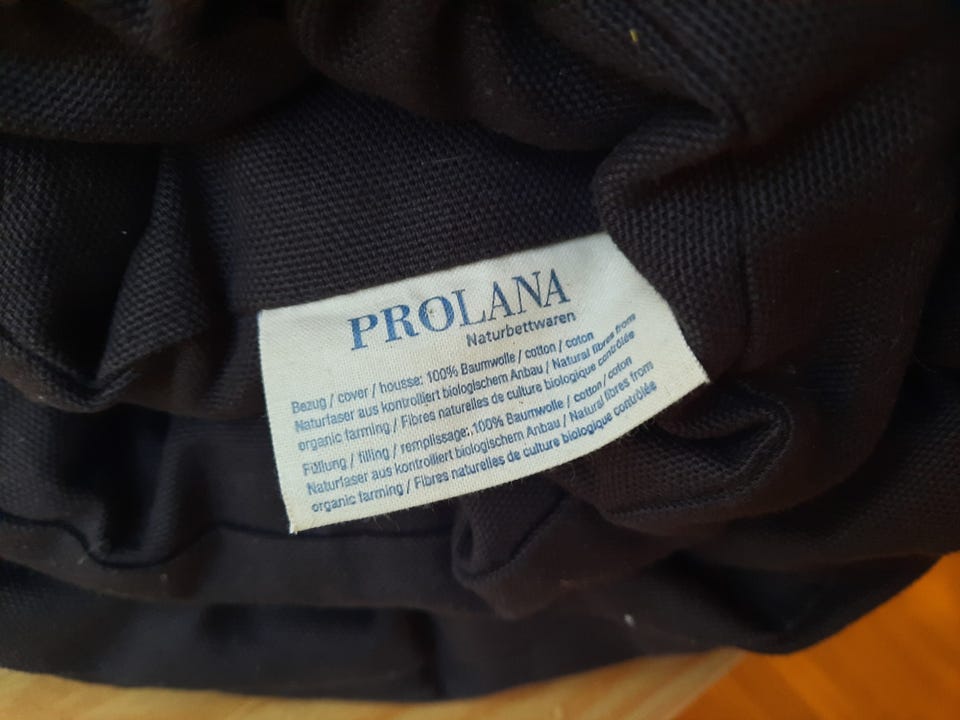 PROLANA
Naturbettwaren
Bezug / cover / housse: 100% Baumwolle / cotton / coton
Naturfaser aus kontrolliert biologischem Anbau / Natural fibres from
organic farming / Fibres naturelles de culture biologique contrôlée
Füllung / filling / remplissage: 100% Baumwolle / cotton / coton
Naturfaser aus kontrolliert biologischem Anbau / Natural fibres from
organic farming / Fibres naturelles de culture biologique contrôlée